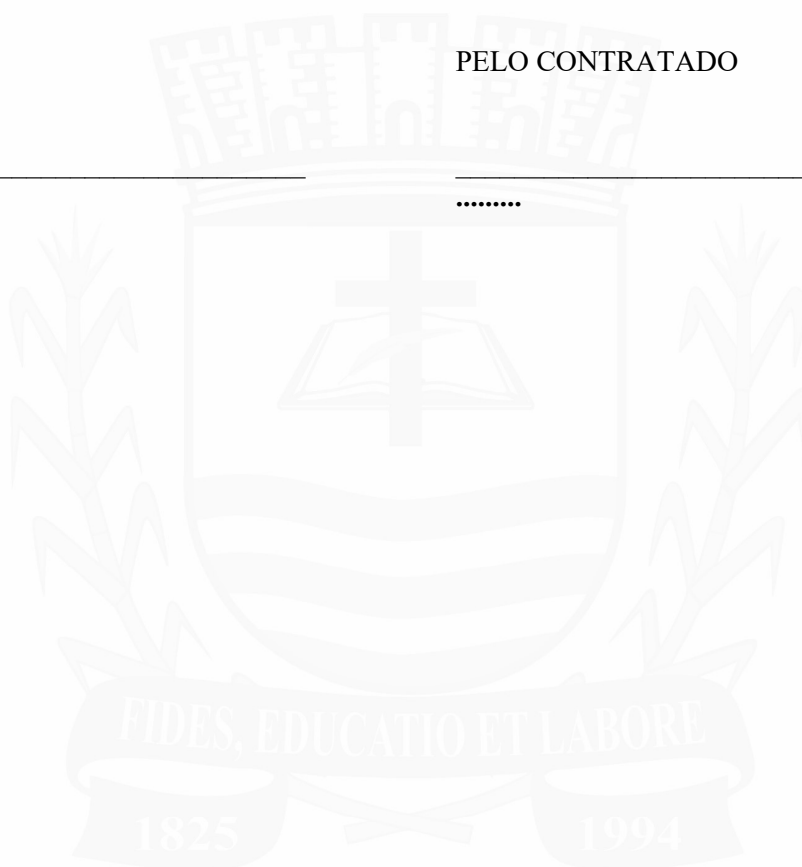 PELO CONTRATADO
.........
FIDES, EDUCATIO ET LABORE
1825 1994